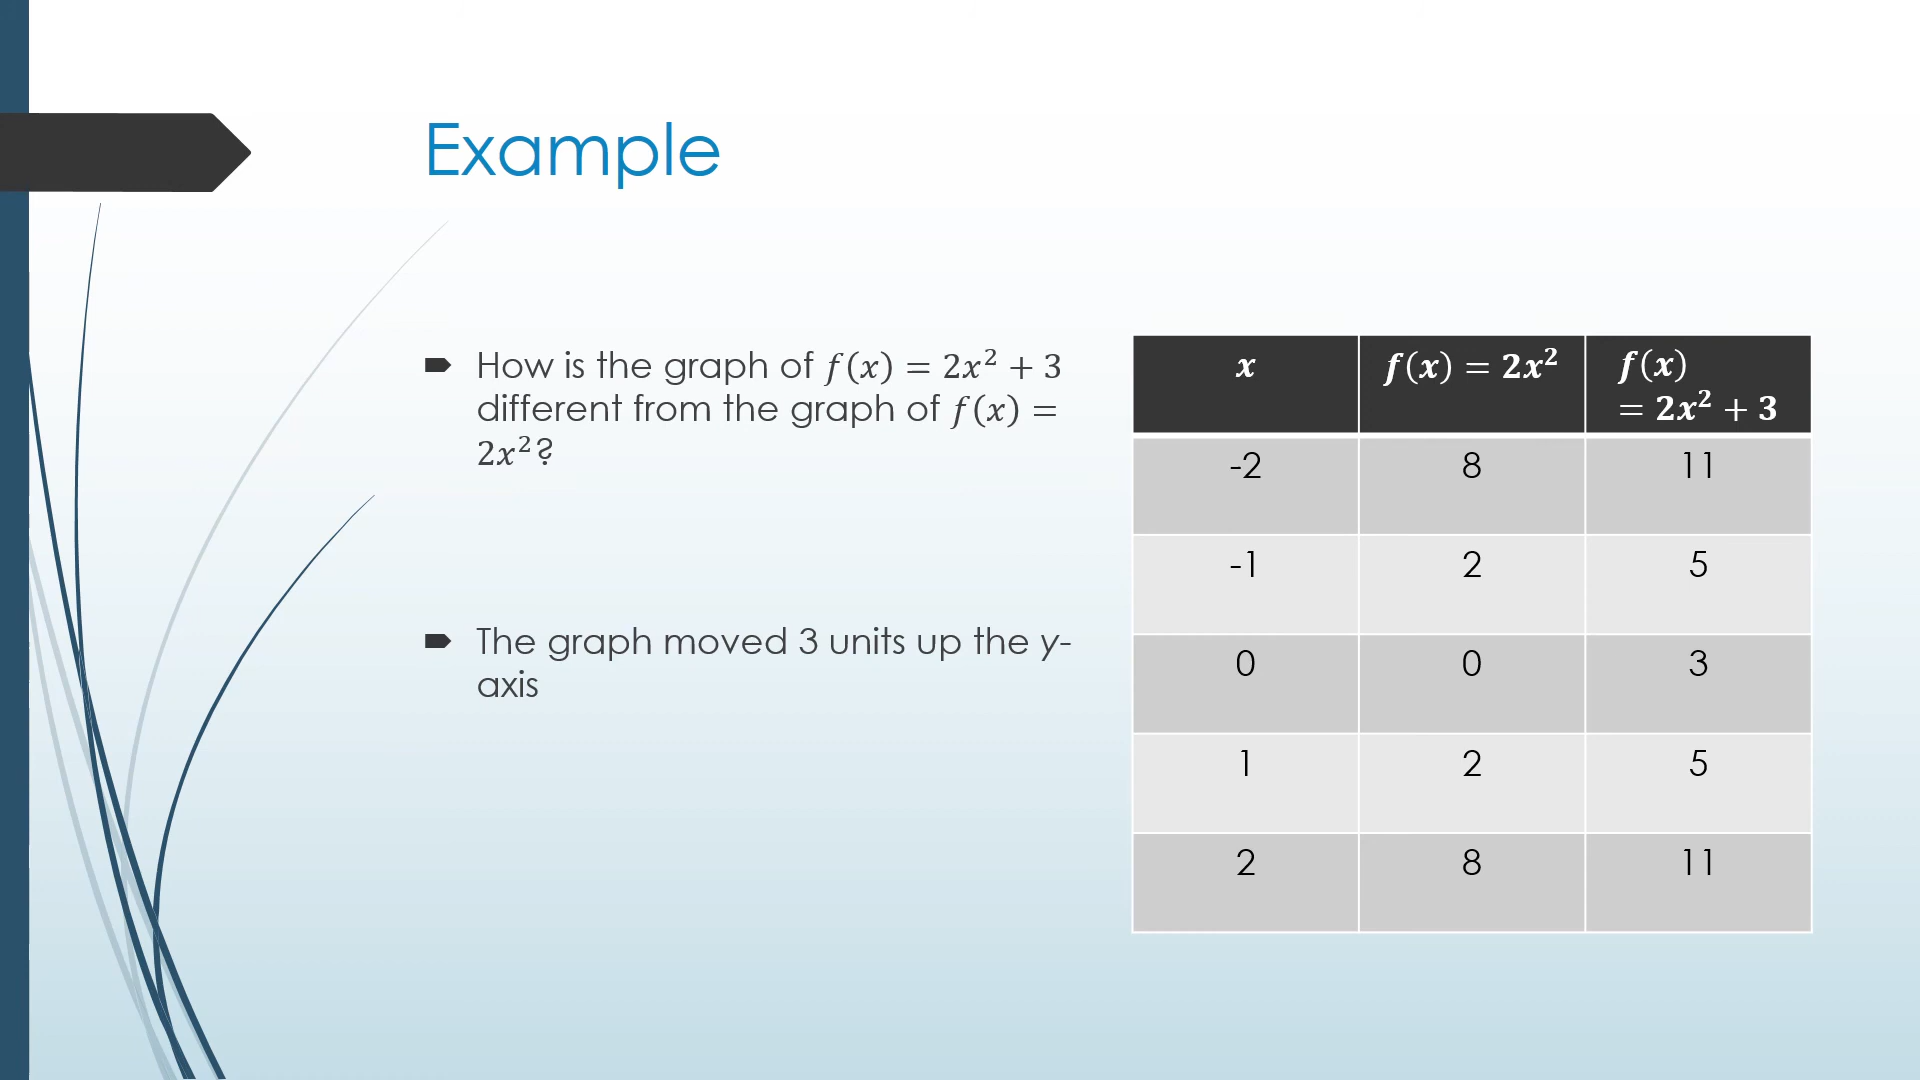 Example
How is the graph of f(x) = 2x² + 3
different from the graph of f(x) =
2x²?
The graph moved 3 units up the y-
axis
x f(x) = 2x² f(x)
= 2x² + 3
-2 8 11
-1 2 5
0 0 3
1 2 5
2 8 11